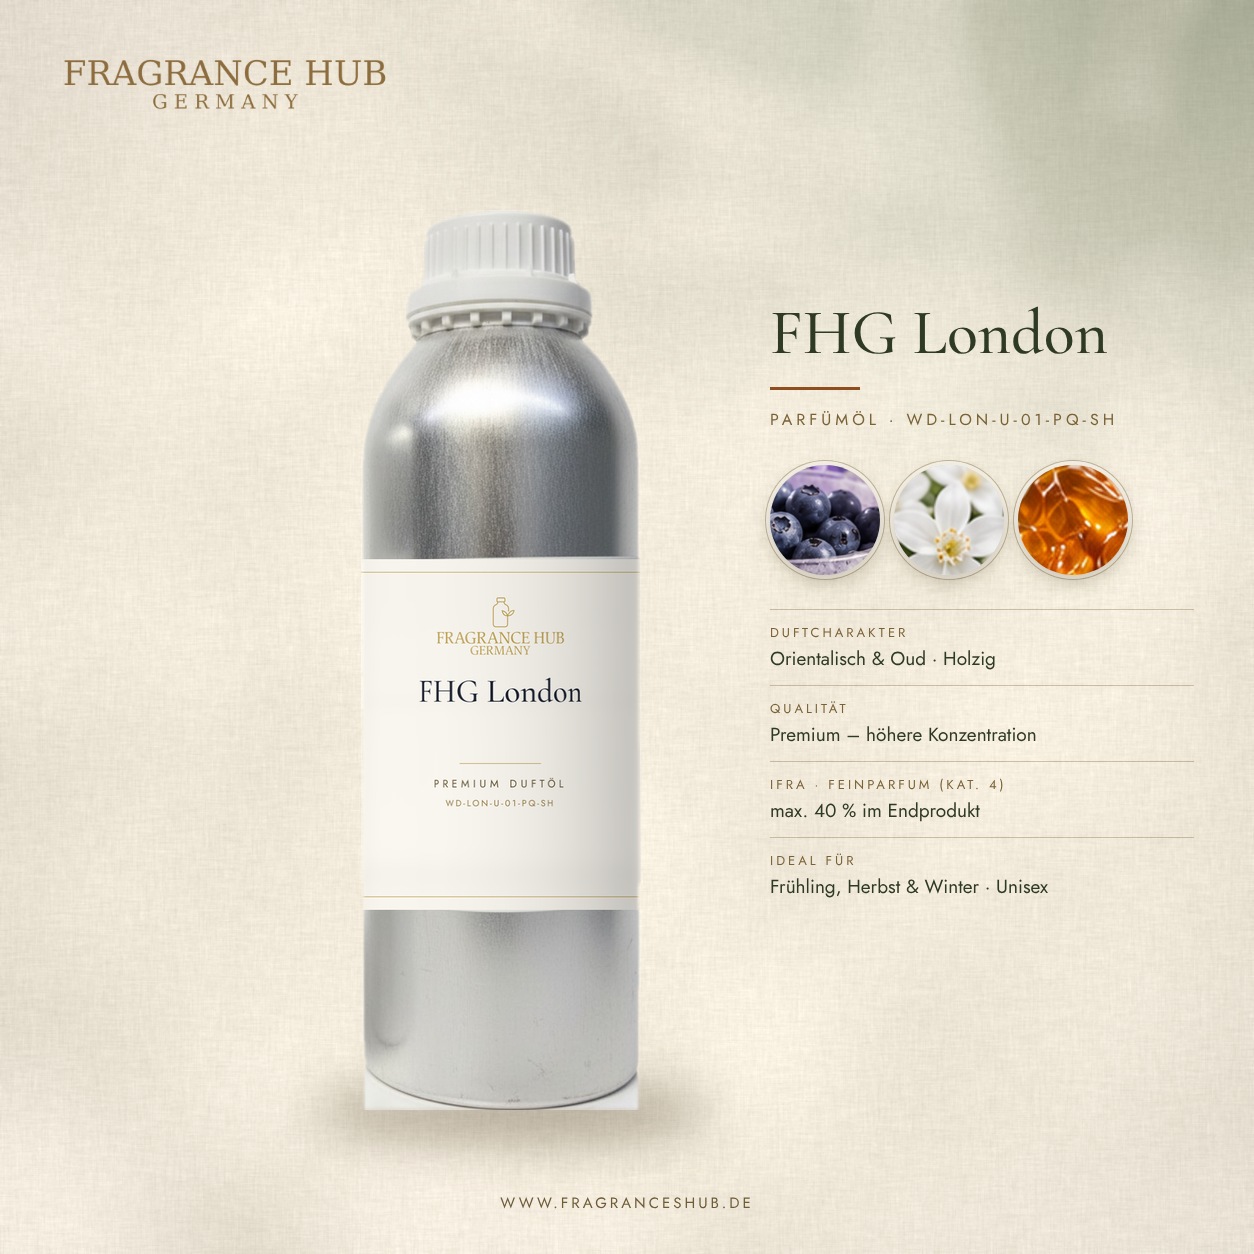 FRAGRANCE HUB
GERMANY
FRAGRANCE HUB
GERMANY
FHG London
PREMIUM DUFTÖL
WD-LON-U-01-PQ-SH
FHG London
PARFÜMÖL · WD-LON-U-01-PQ-SH
DUFTCHARAKTER
Orientalisch & Oud · Holzig
QUALITÄT
Premium – höhere Konzentration
IFRA · FEINPARFUM (KAT. 4)
max. 40 % im Endprodukt
IDEAL FÜR
Frühling, Herbst & Winter · Unisex
WWW.FRAGRANCESHUB.DE